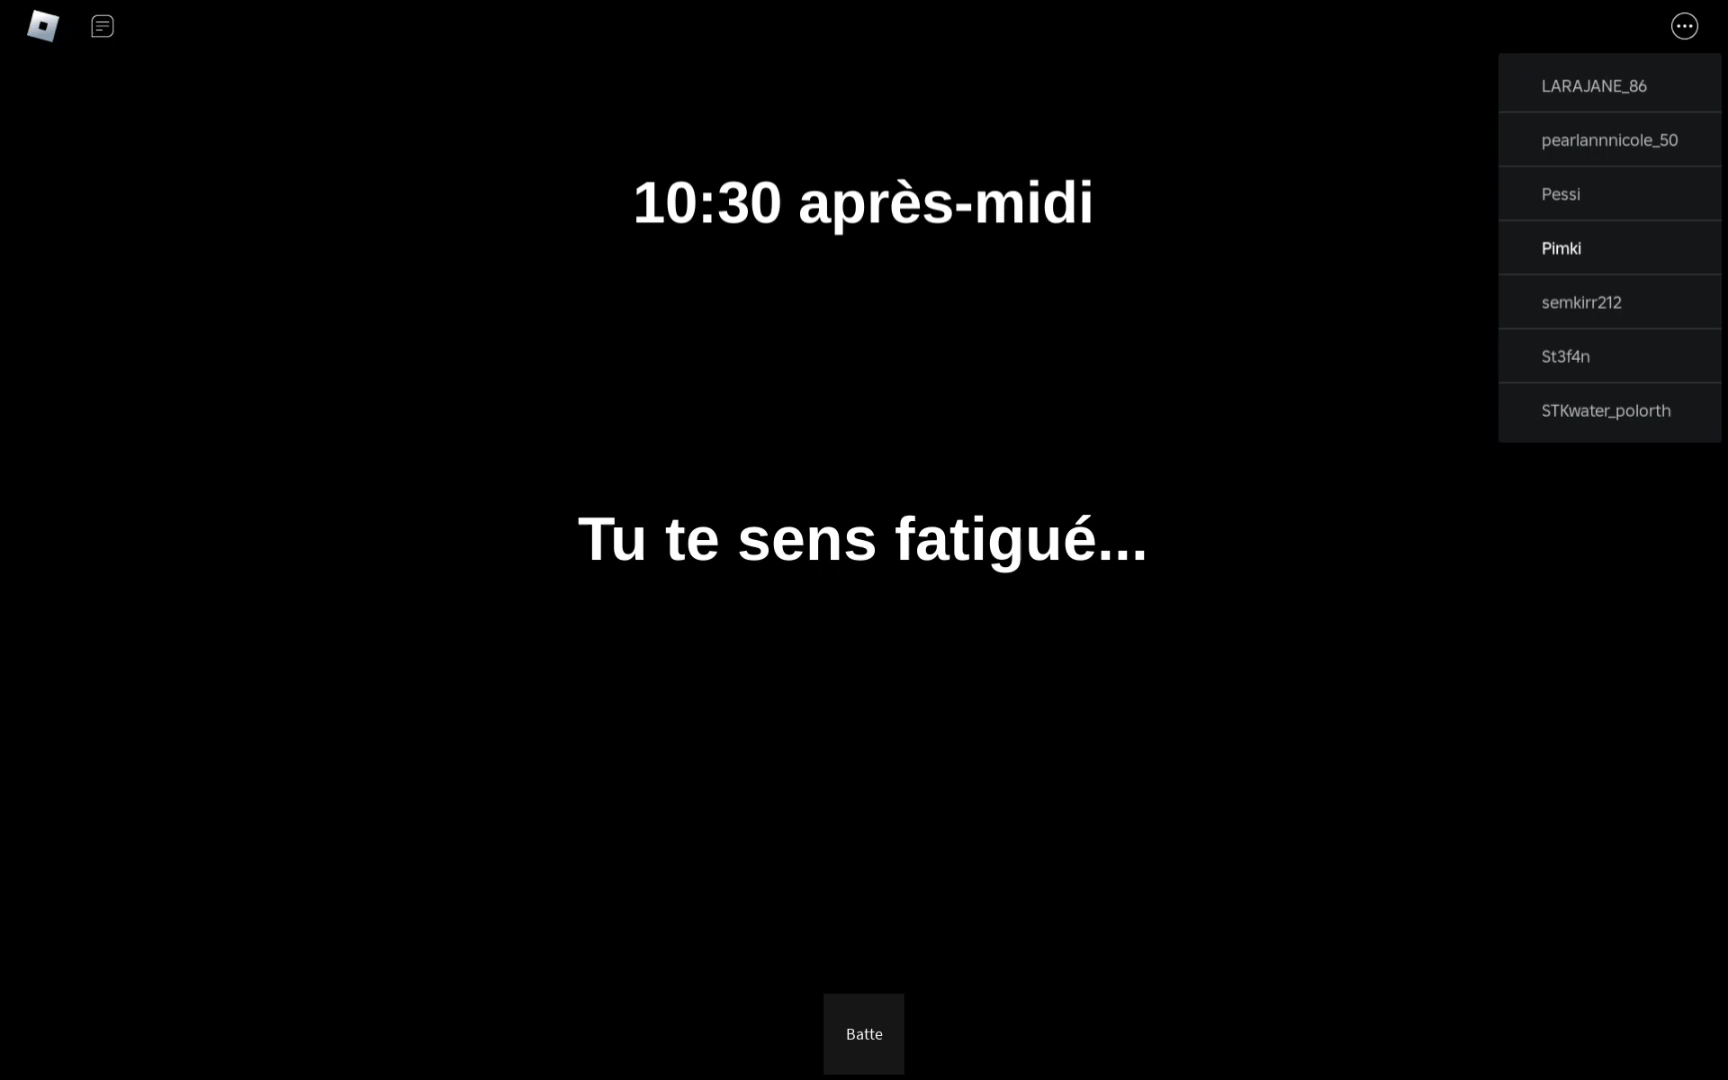 LARAJANE_86
pearlannnicole_50
Pessi
Pimki
semkirr212
St3f4n
STKwater_polorth
10:30 après-midi
Tu te sens fatigué...
Batte